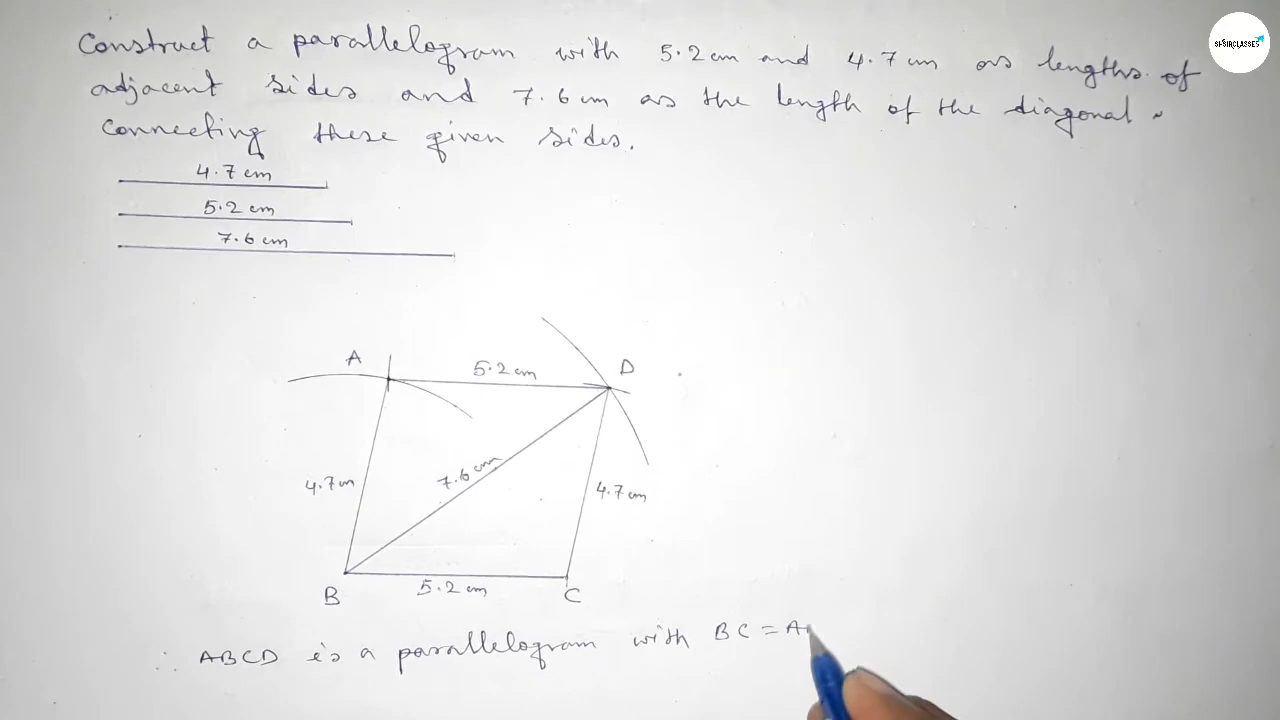 Construct a parallelogram with 5.2 cm and 4.7 cm as lengths of
adjacent sides and 7.6 cm as the length of the diagonal
connecting these given sides.
4.7 cm
5.2 cm
7.6 cm
A
5.2 cm
D
4.7 cm
7.6 cm
4.7 cm
B
5.2 cm
C
∴ ABCD is a parallelogram with BC = A
SISIRCLASSES